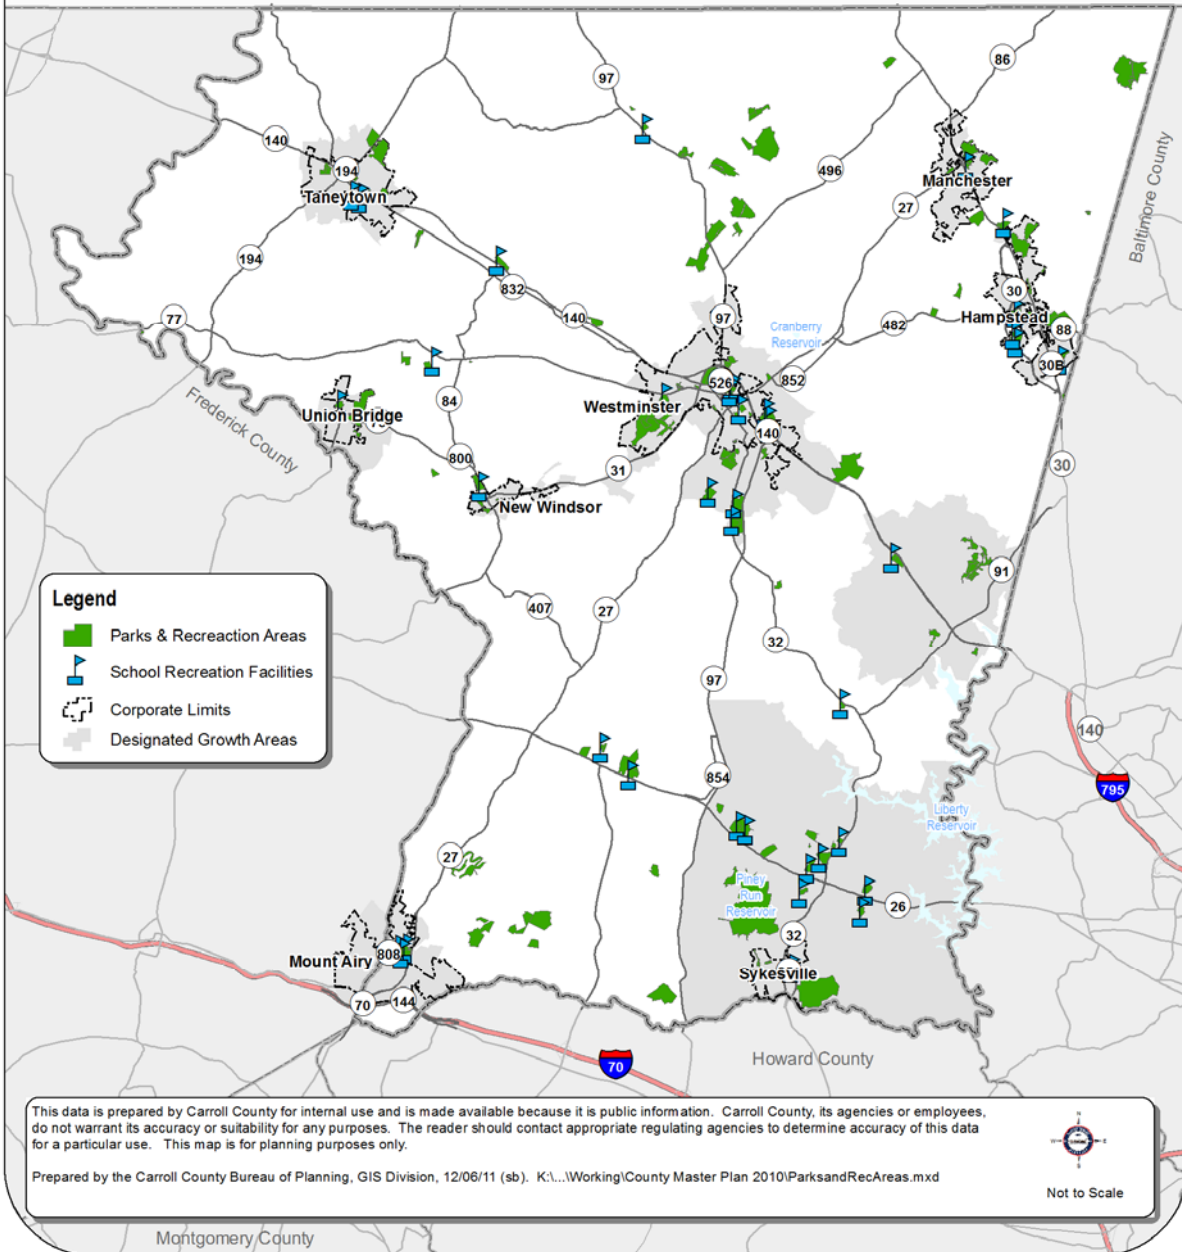 86
97
140
496
194
Taneytown
Manchester
27
Baltimore County
194
832
30
77
140
97
482
Hampstead
88
Cranberry
Reservoir
30B
526
852
Frederick County
84
Westminster
Union Bridge
140
800
31
30
New Windsor
91
Legend
Parks & Recreaction Areas
School Recreation Facilities
Corporate Limits
Designated Growth Areas
407
27
32
97
140
854
795
Liberty
Reservoir
27
Piney
Run
Reservoir
26
32
808
Mount Airy
Sykesville
70
144
70
Howard County
This data is prepared by Carroll County for internal use and is made available because it is public information. Carroll County, its agencies or employees,
do not warrant its accuracy or suitability for any purposes. The reader should contact appropriate regulating agencies to determine accuracy of this data
for a particular use. This map is for planning purposes only.
Prepared by the Carroll County Bureau of Planning, GIS Division, 12/06/11 (sb). K:\...\Working\County Master Plan 2010\ParksandRecAreas.mxd
N
W
E
S
Not to Scale
Montgomery County